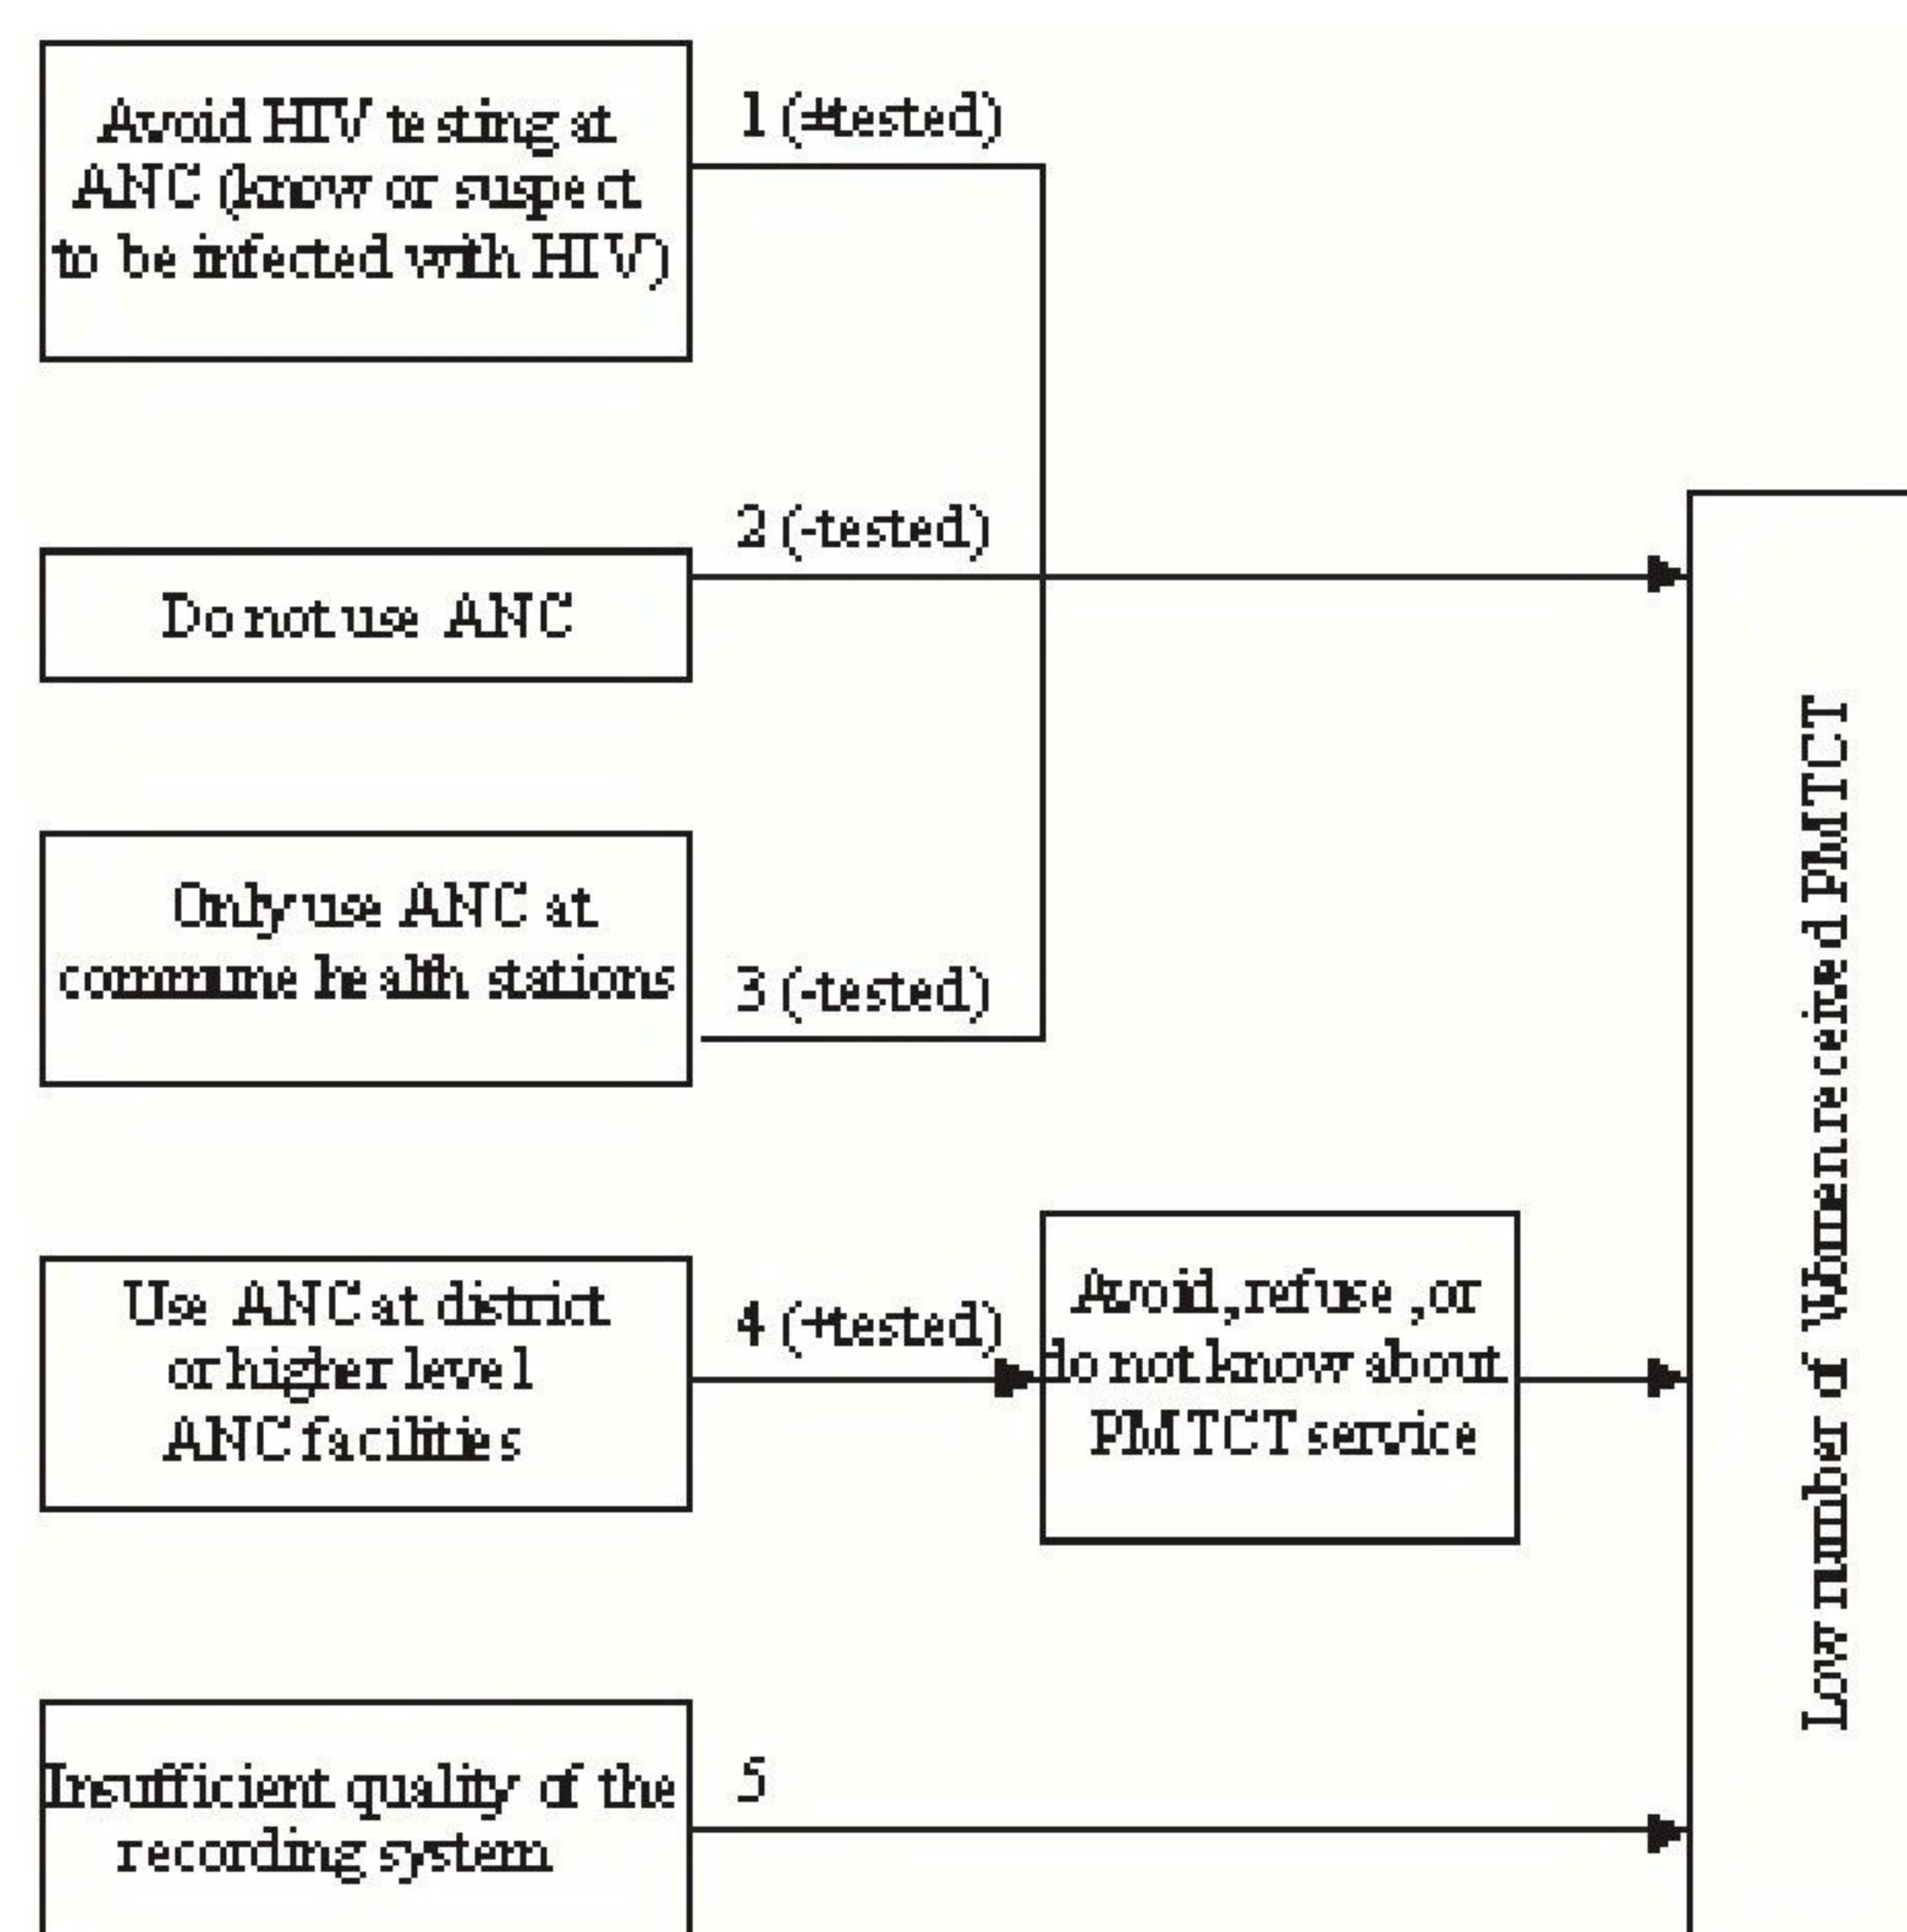 Avoid HIV testing at
ANC (know or suspect
to be infected with HIV)
1 (±tested)
2 (-tested)
Do not use ANC
Only use ANC at
commune health stations
3 (-tested)
Use ANC at district
or higher level
ANC facilities
4 (+tested)
Avoid, refuse, or
do not know about
PMTCT service
Insufficient quality of the
recording system
5
Low number of Women received PMTCT